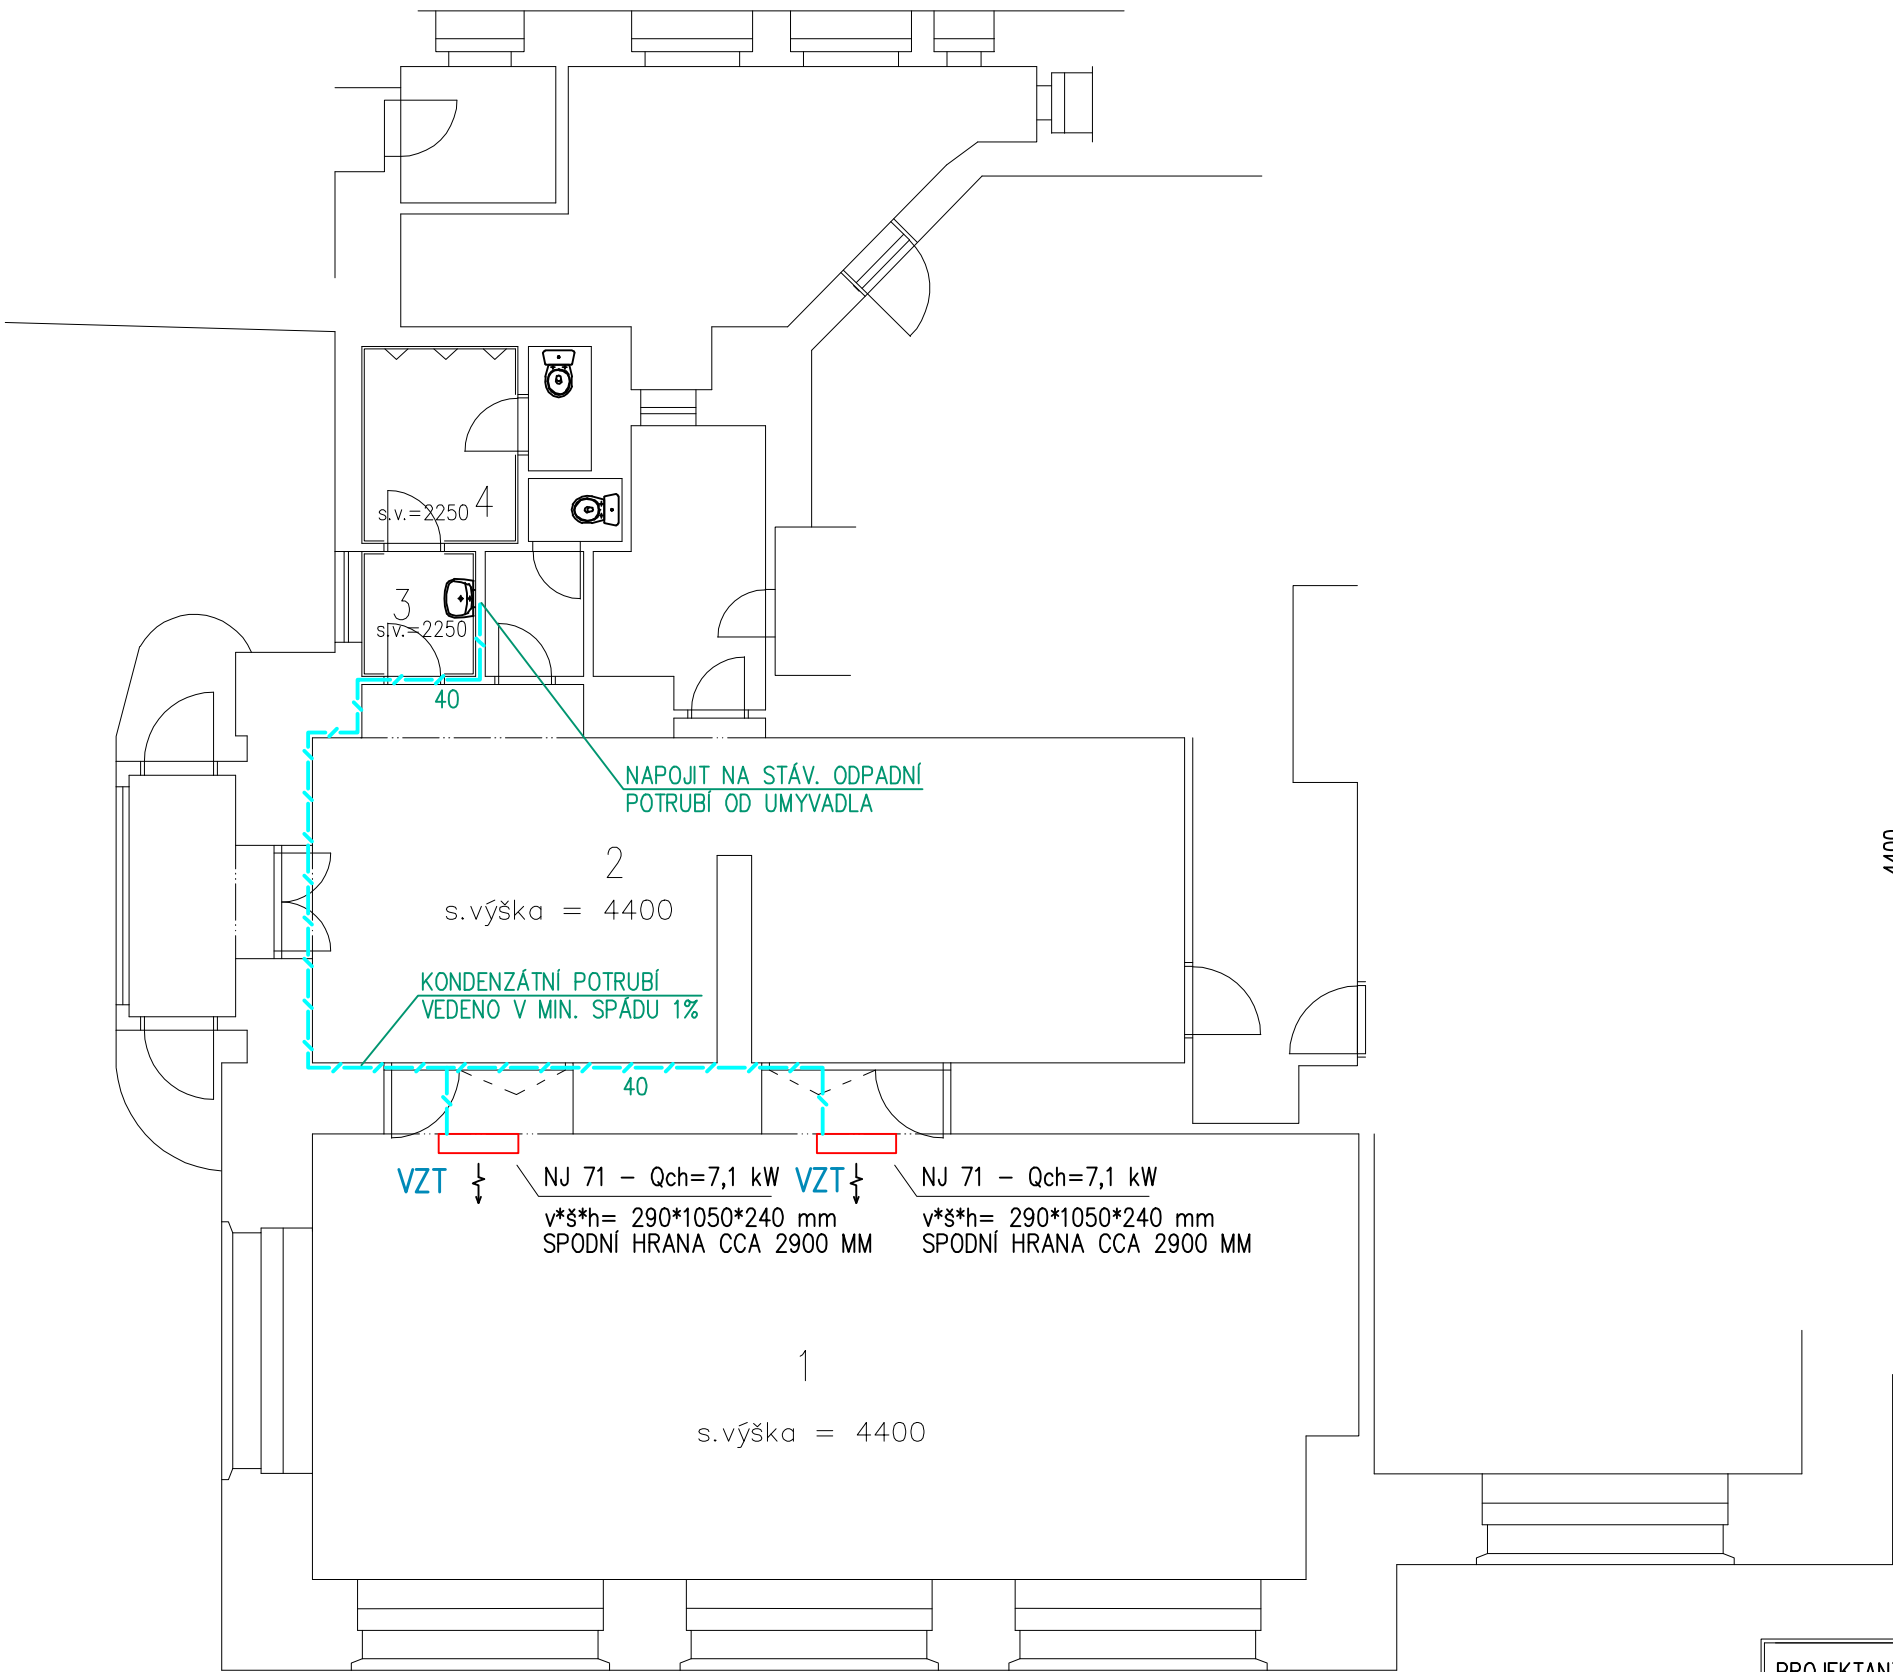 4
s.v.=2250
3
s.v.=2250
40
NAPOJIT NA STÁV. ODPADNÍ
POTRUBÍ OD UMYVADLA
4400
2
s.výška = 4400
KONDENZÁTNÍ POTRUBÍ
VEDENO V MIN. SPÁDU 1%
40
VZT
NJ 71 – Qch=7,1 kW
v*š*h= 290*1050*240 mm
SPODNÍ HRANA CCA 2900 MM
VZT
NJ 71 – Qch=7,1 kW
v*š*h= 290*1050*240 mm
SPODNÍ HRANA CCA 2900 MM
1
s.výška = 4400